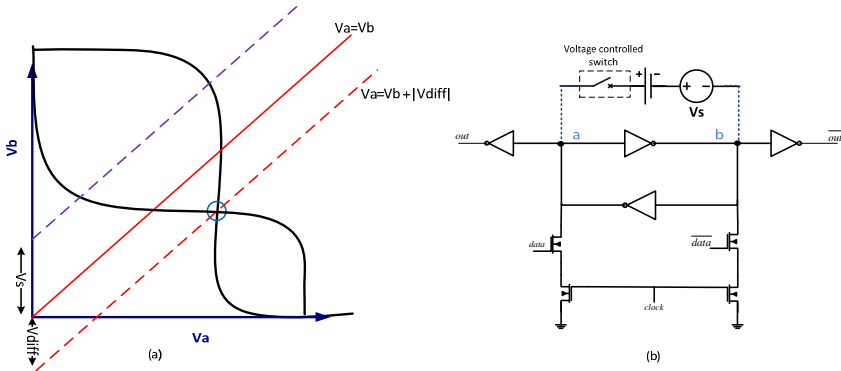 Va=Vb
Va=Vb+|Vdiff|
Vb
Vs
Vdiff
Va
(a)
Voltage controlled
switch
+ −
+ −
Vs
out
a
b
out
data
data
clock
(b)